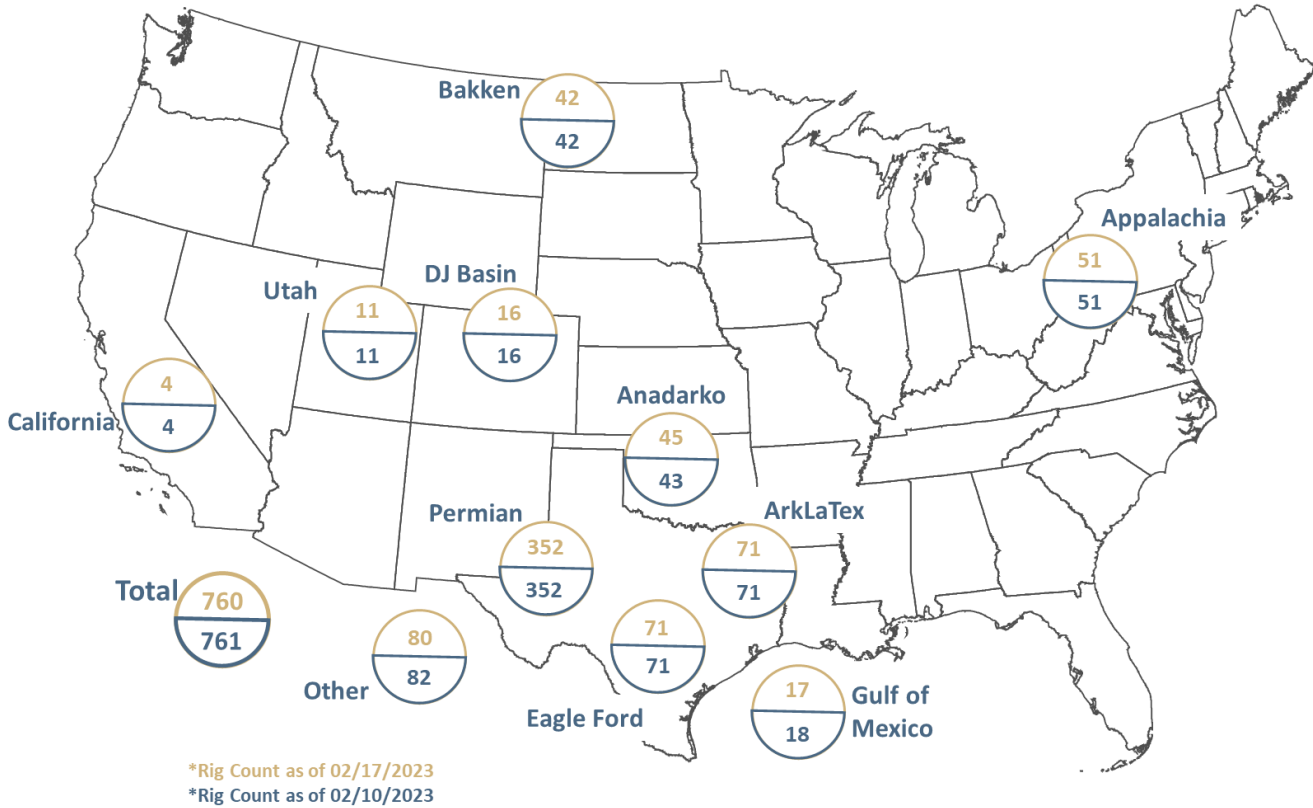 Bakken
42
42
Appalachia
51
51
Utah
11
11
DJ Basin
16
16
California
4
4
Anadarko
45
43
Permian
352
352
ArkLaTex
71
71
Total
760
761
Other
80
82
Eagle Ford
71
71
Gulf of
Mexico
17
18
*Rig Count as of 02/17/2023
*Rig Count as of 02/10/2023